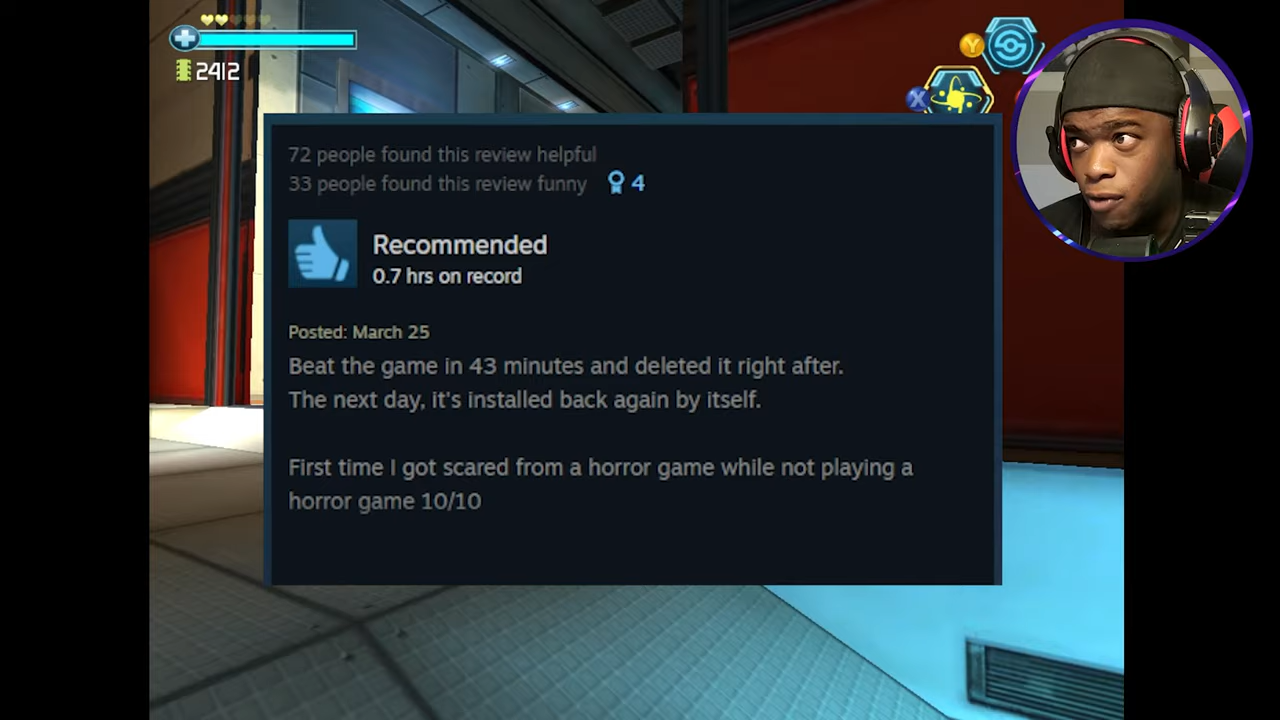 2412
Y
X
72 people found this review helpful
33 people found this review funny 4
Recommended
0.7 hrs on record
Posted: March 25
Beat the game in 43 minutes and deleted it right after.
The next day, it's installed back again by itself.
First time I got scared from a horror game while not playing a
horror game 10/10